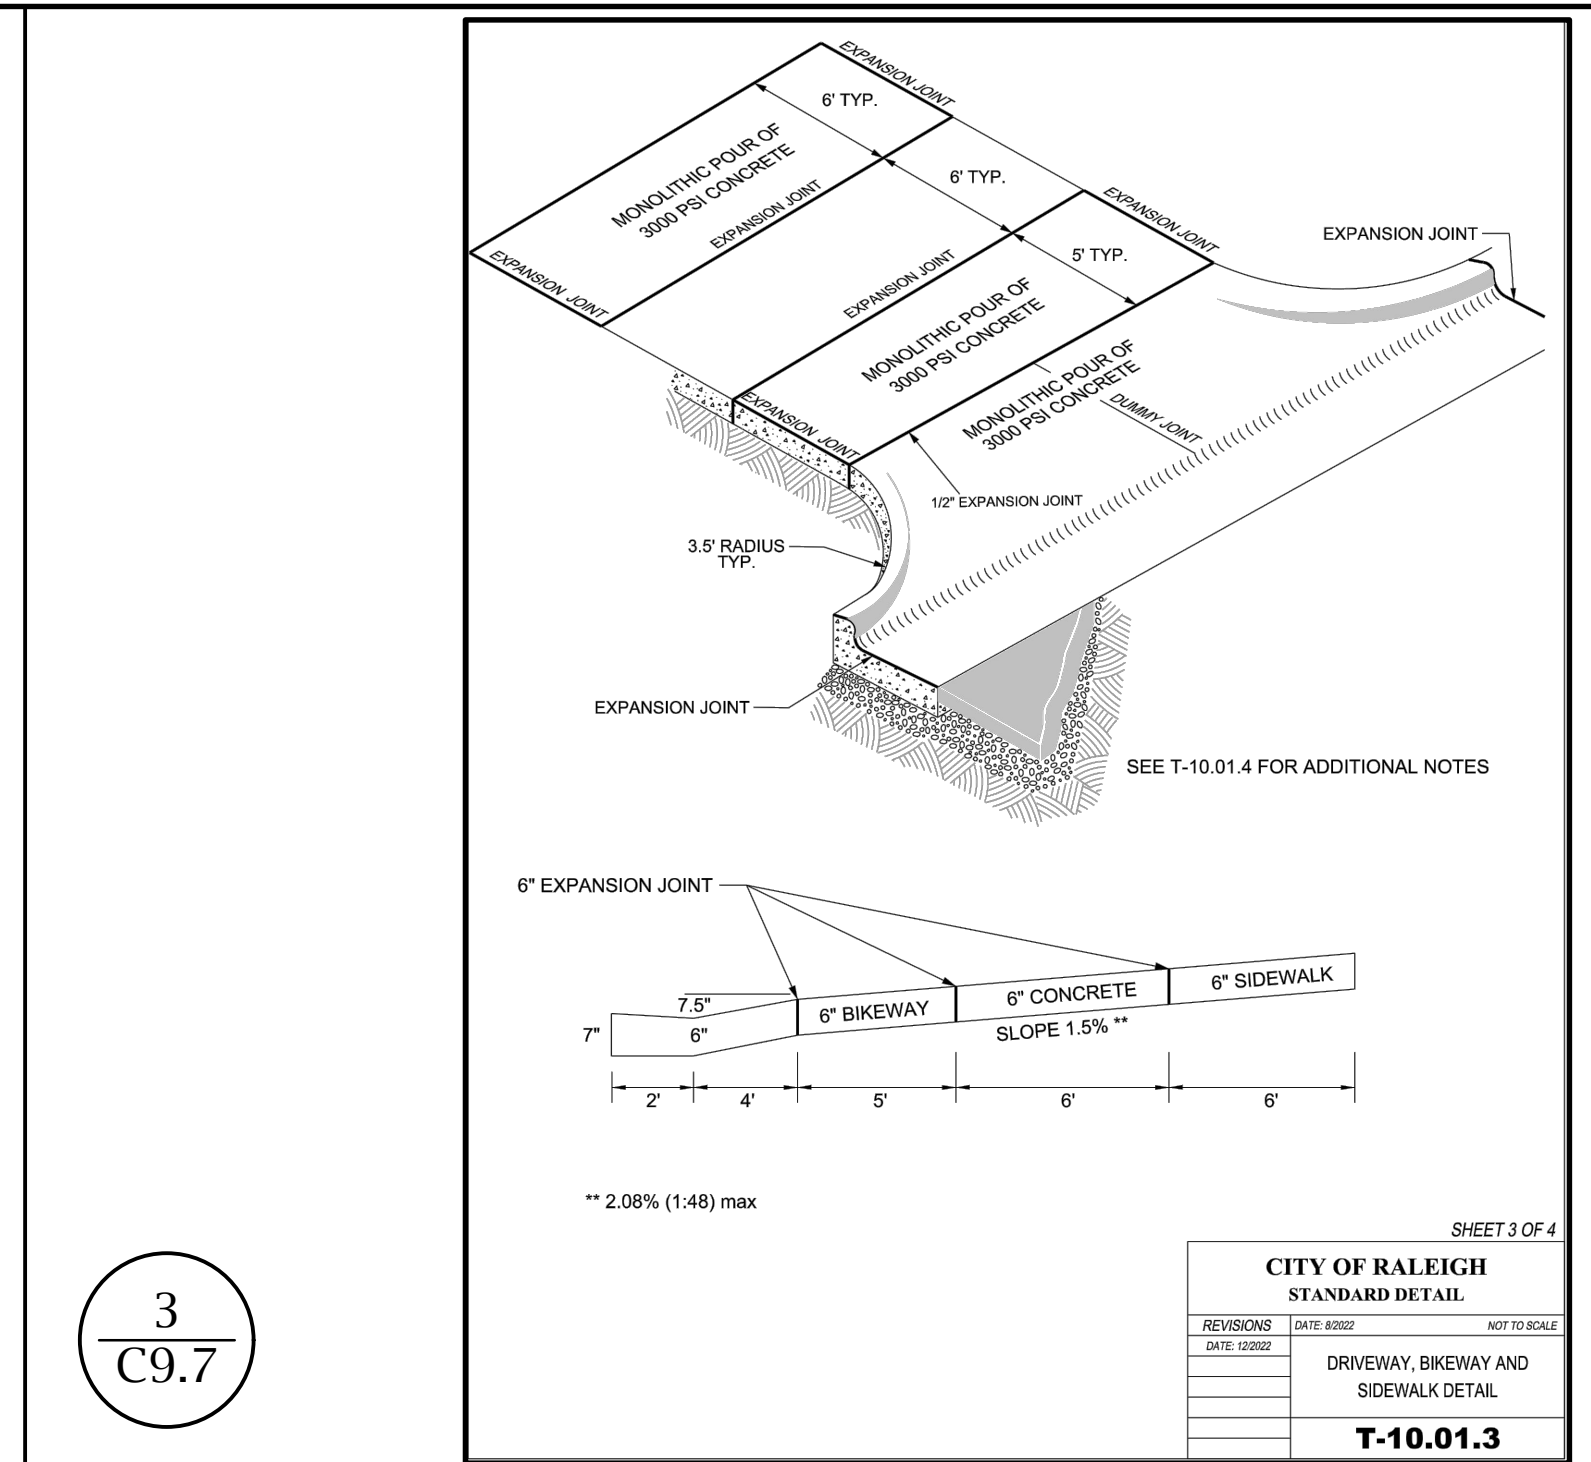 EXPANSION JOINT
6' TYP.
MONOLITHIC POUR OF
3000 PSI CONCRETE
6' TYP.
EXPANSION JOINT
EXPANSION JOINT
EXPANSION JOINT
EXPANSION JOINT
5' TYP.
EXPANSION JOINT
EXPANSION JOINT
MONOLITHIC POUR OF
3000 PSI CONCRETE
MONOLITHIC POUR OF
3000 PSI CONCRETE
DUMMY JOINT
EXPANSION JOINT
1/2" EXPANSION JOINT
3.5' RADIUS
TYP.
EXPANSION JOINT
SEE T-10.01.4 FOR ADDITIONAL NOTES
6" EXPANSION JOINT
7.5"
7"
6"
6" BIKEWAY
6" CONCRETE
6" SIDEWALK
SLOPE 1.5% **
2'
4'
5'
6'
6'
** 2.08% (1:48) max
3
C9.7
SHEET 3 OF 4
CITY OF RALEIGH
STANDARD DETAIL
REVISIONS
DATE: 8/2022
NOT TO SCALE
DATE: 12/2022
DRIVEWAY, BIKEWAY AND
SIDEWALK DETAIL
T-10.01.3